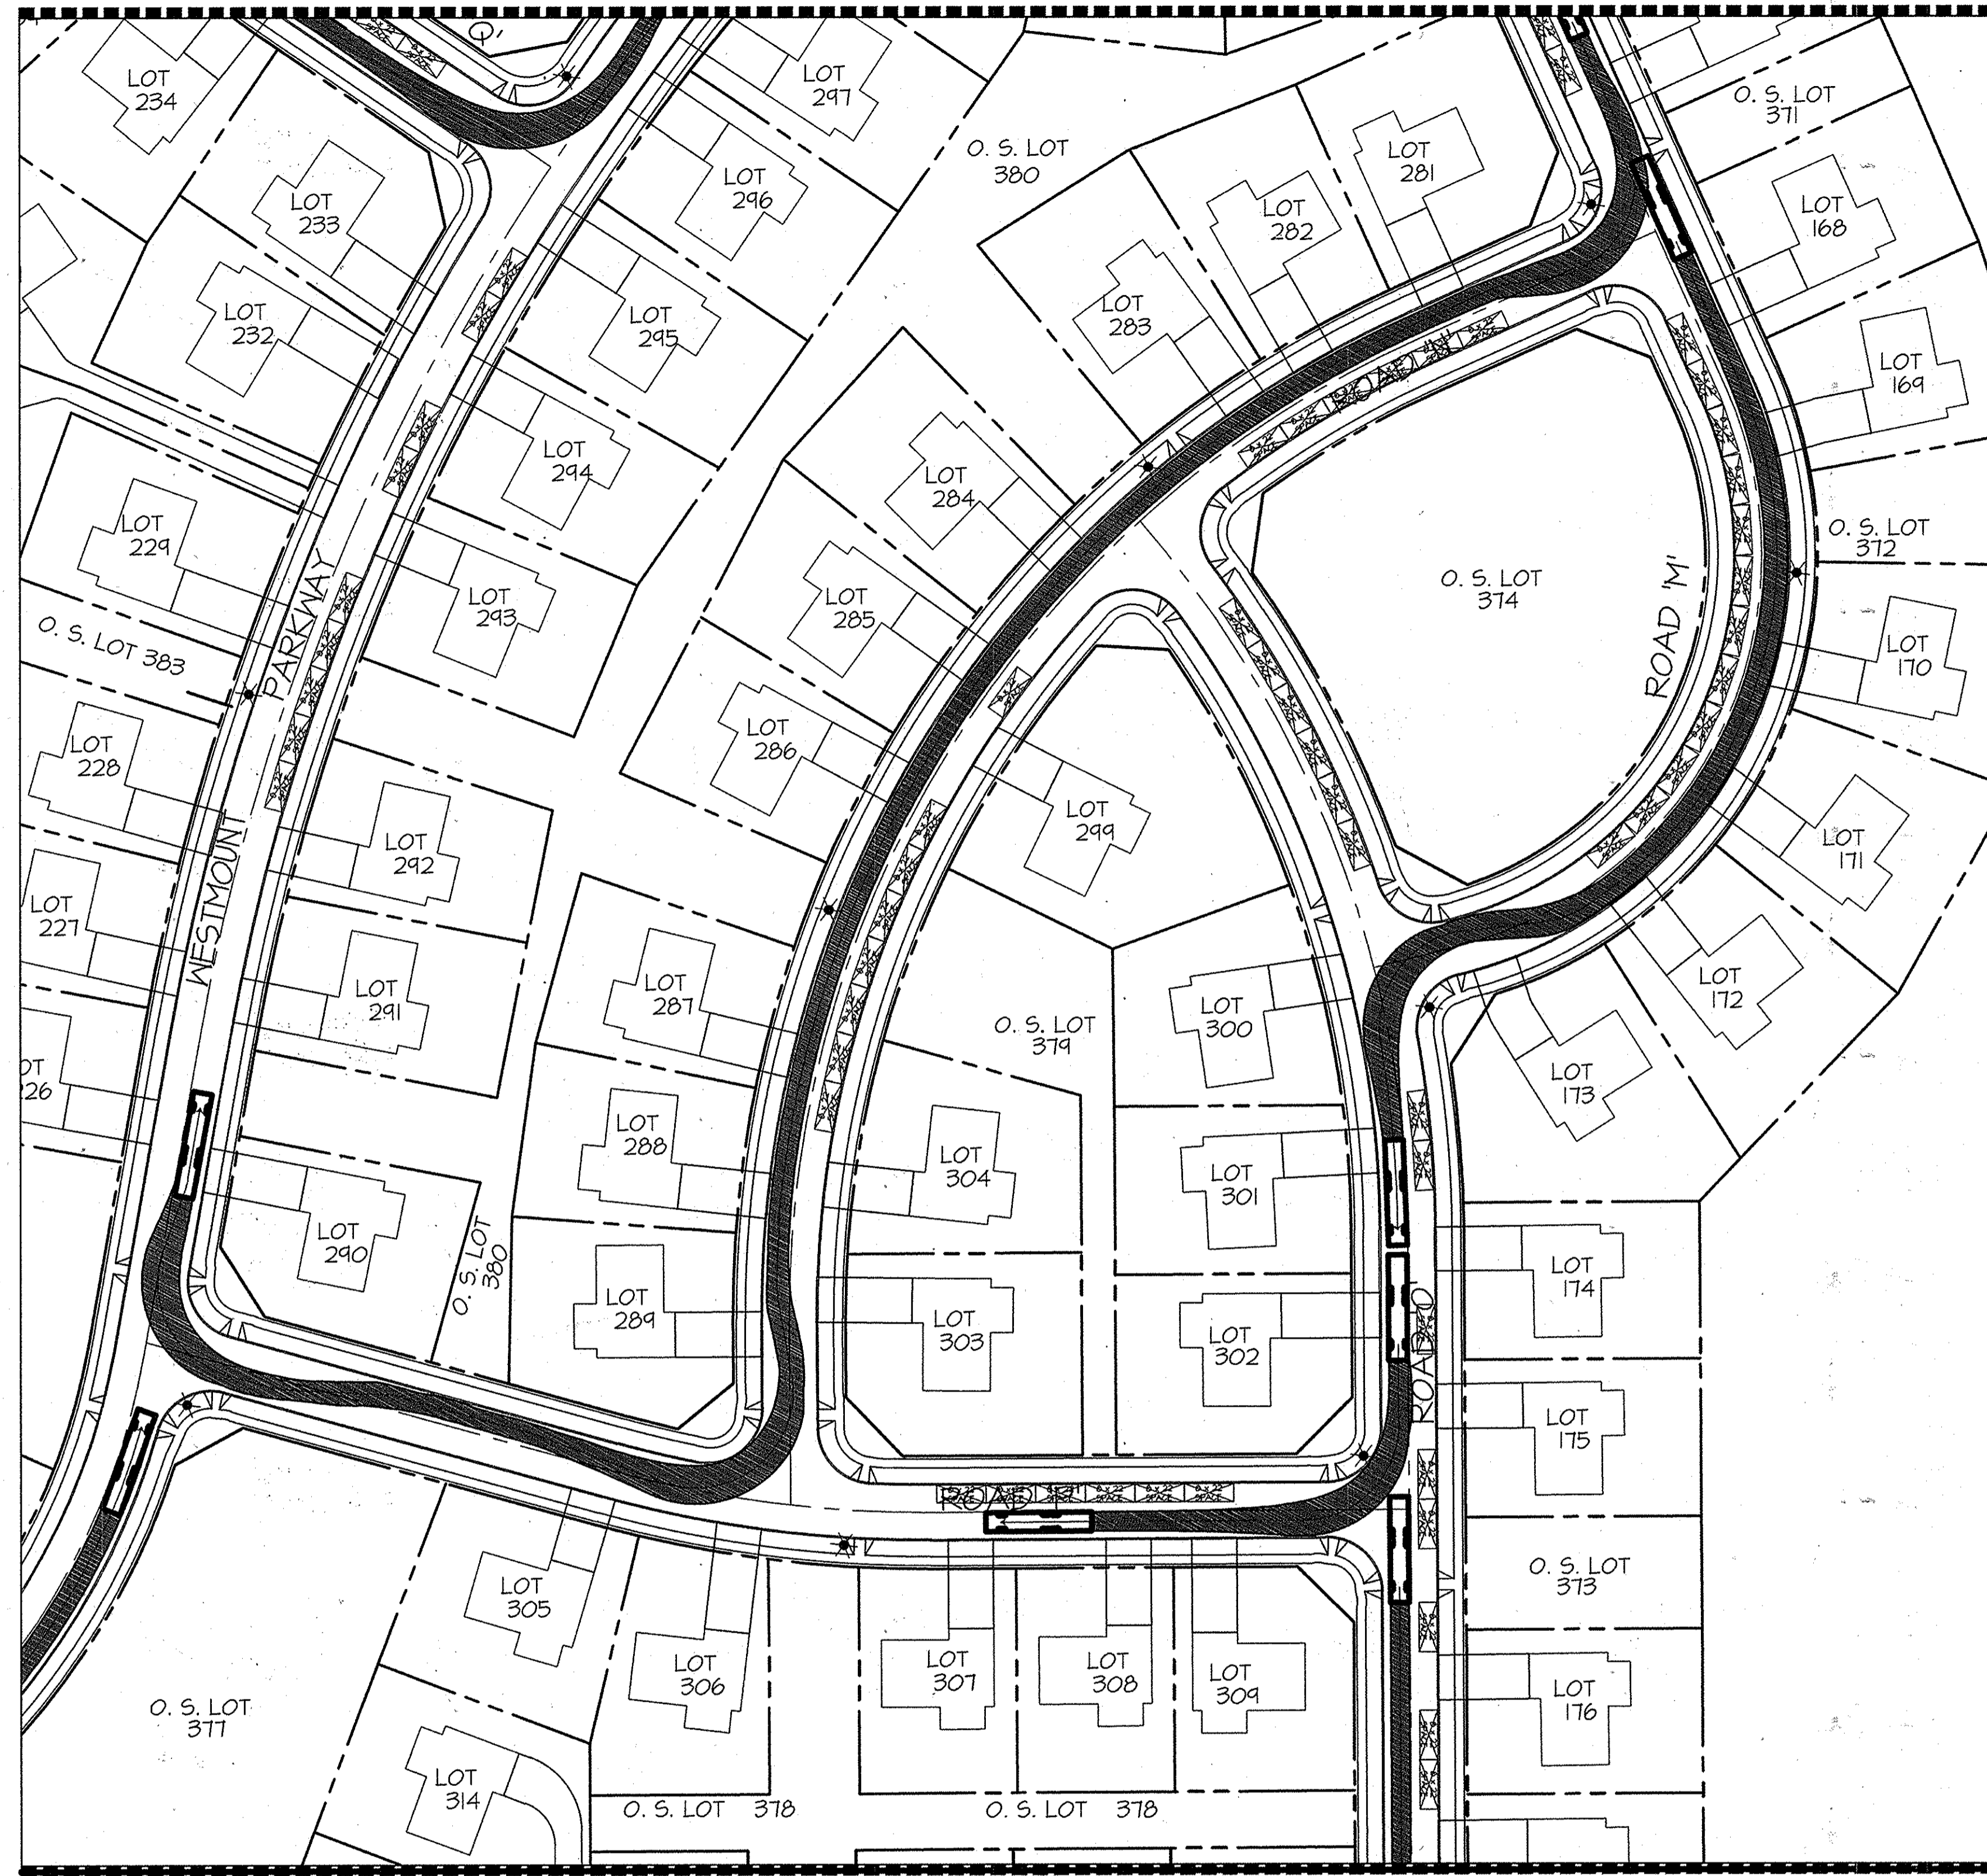 'Q'
LOT
234
LOT
297
O. S. LOT
371
O. S. LOT
380
LOT
281
LOT
233
LOT
296
LOT
282
LOT
168
LOT
232
LOT
295
LOT
283
LOT
169
LOT
294
LOT
284
LOT
229
O. S. LOT
372
O. S. LOT
374
LOT
293
LOT
285
PARKWAY
ROAD 'M'
LOT
170
O. S. LOT 383
LOT
228
LOT
286
LOT
299
LOT
292
LOT
171
WESTMOUNT
LOT
227
LOT
291
LOT
287
LOT
172
LOT
300
O. S. LOT
379
LOT
173
LOT
288
LOT
304
LOT
301
LOT
290
O. S. LOT
380
LOT
174
LOT
289
LOT
303
LOT
302
ROAD
LOT
175
ROAD
O. S. LOT
373
LOT
305
LOT
306
LOT
307
LOT
308
LOT
309
LOT
176
O. S. LOT
377
LOT
314
O. S. LOT 378
O. S. LOT 378